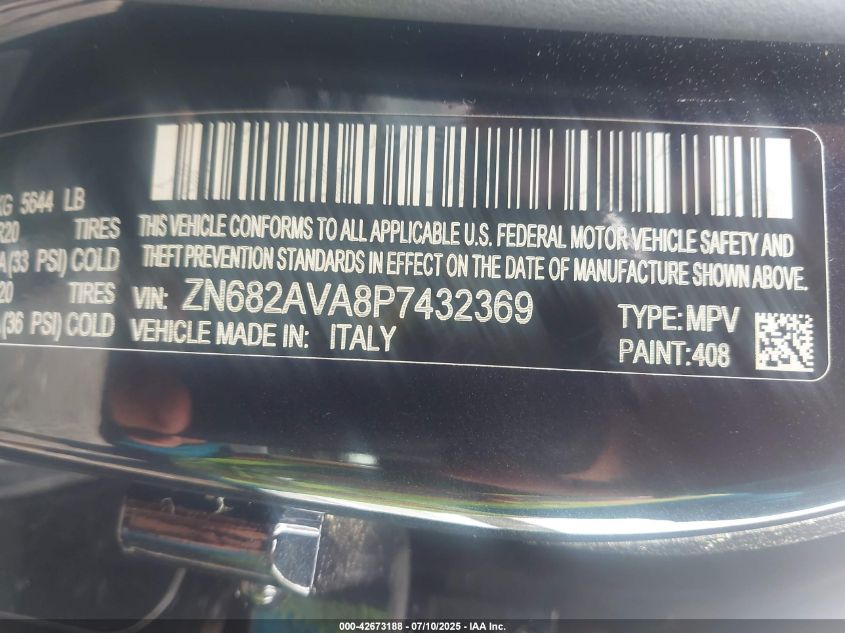 KG 5644 LB
R20 TIRES
(33 PSI) COLD
20 TIRES
(36 PSI) COLD
THIS VEHICLE CONFORMS TO ALL APPLICABLE U.S. FEDERAL MOTOR VEHICLE SAFETY AND
THEFT PREVENTION STANDARDS IN EFFECT ON THE DATE OF MANUFACTURE SHOWN ABOVE.
VIN: ZN682AVA8P7432369
VEHICLE MADE IN: ITALY
TYPE: MPV
PAINT: 408
000-42673188 - 07/10/2025 - IAA Inc.